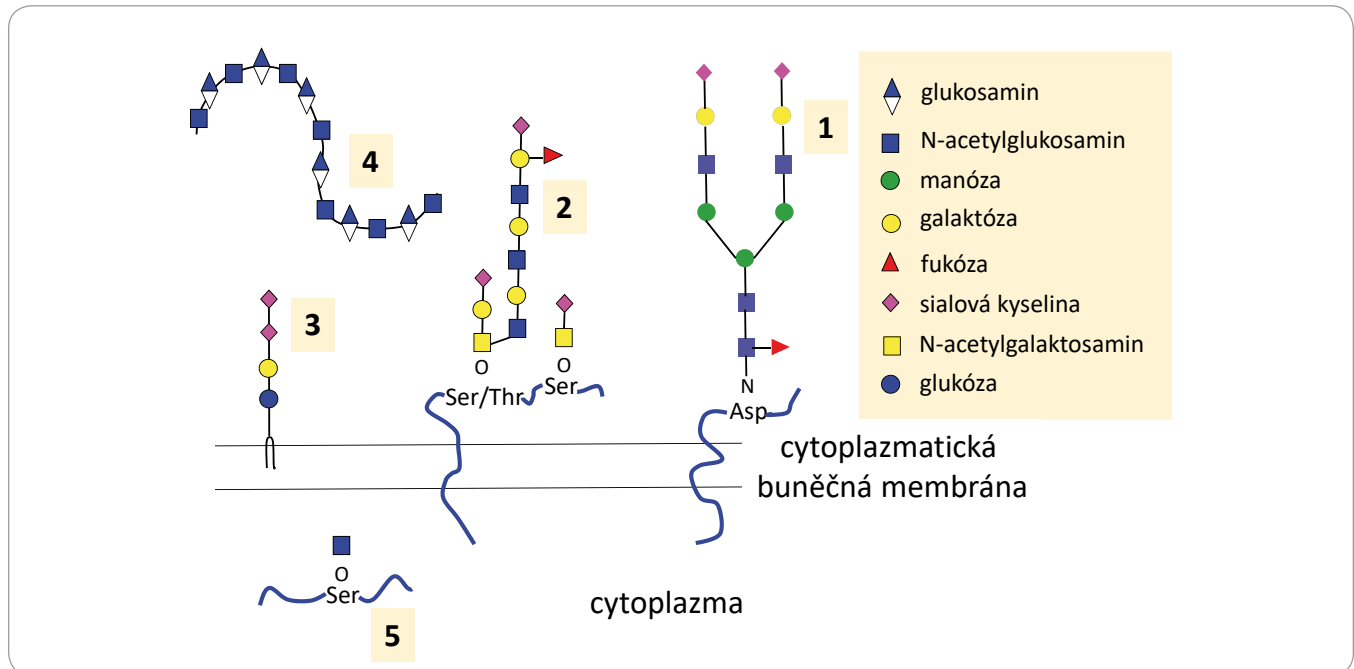 1
glukosamin
N-acetylglukosamin
manóza
galaktóza
fukóza
sialová kyselina
N-acetylgalaktosamin
glukóza
4
2
3
O
Ser/Thr
O
Ser
N
Asp
cytoplazmatická
buněčná membrána
O
Ser
5
cytoplazma